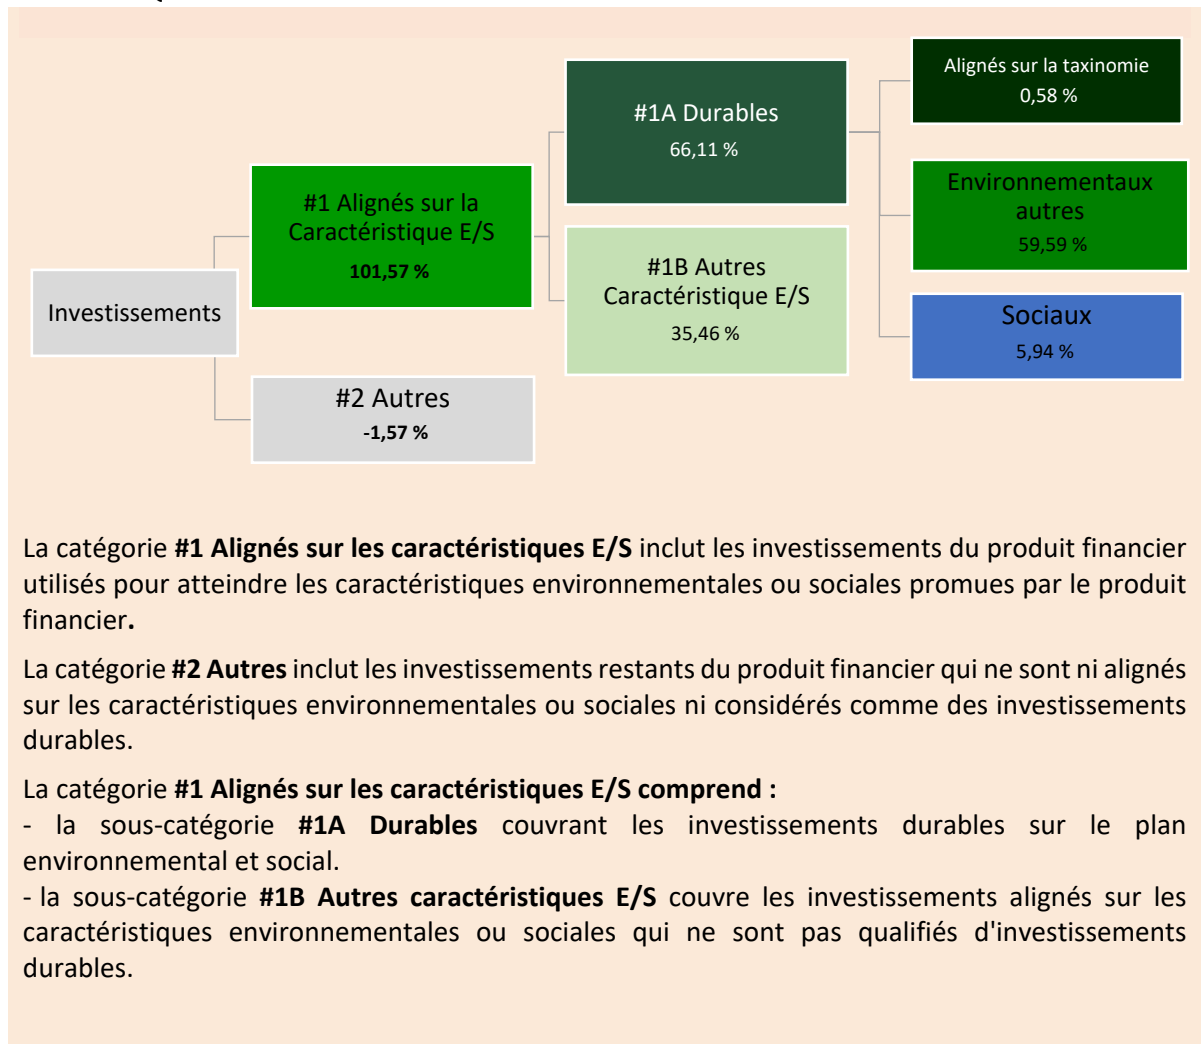 Alignés sur la taxinomie
0,58 %
#1A Durables
66,11 %
Environnementaux
autres
59,59 %
#1 Alignés sur la
Caractéristique E/S
101,57 %
#1B Autres
Caractéristique E/S
35,46 %
Investissements
Sociaux
5,94 %
#2 Autres
-1,57 %
La catégorie #1 Alignés sur les caractéristiques E/S inclut les investissements du produit financier
utilisés pour atteindre les caractéristiques environnementales ou sociales promues par le produit
financier.
La catégorie #2 Autres inclut les investissements restants du produit financier qui ne sont ni alignés
sur les caractéristiques environnementales ou sociales ni considérés comme des investissements
durables.
La catégorie #1 Alignés sur les caractéristiques E/S comprend :
- la sous-catégorie #1A Durables couvrant les investissements durables sur le plan
environnemental et social.
- la sous-catégorie #1B Autres caractéristiques E/S couvre les investissements alignés sur les
caractéristiques environnementales ou sociales qui ne sont pas qualifiés d'investissements
durables.